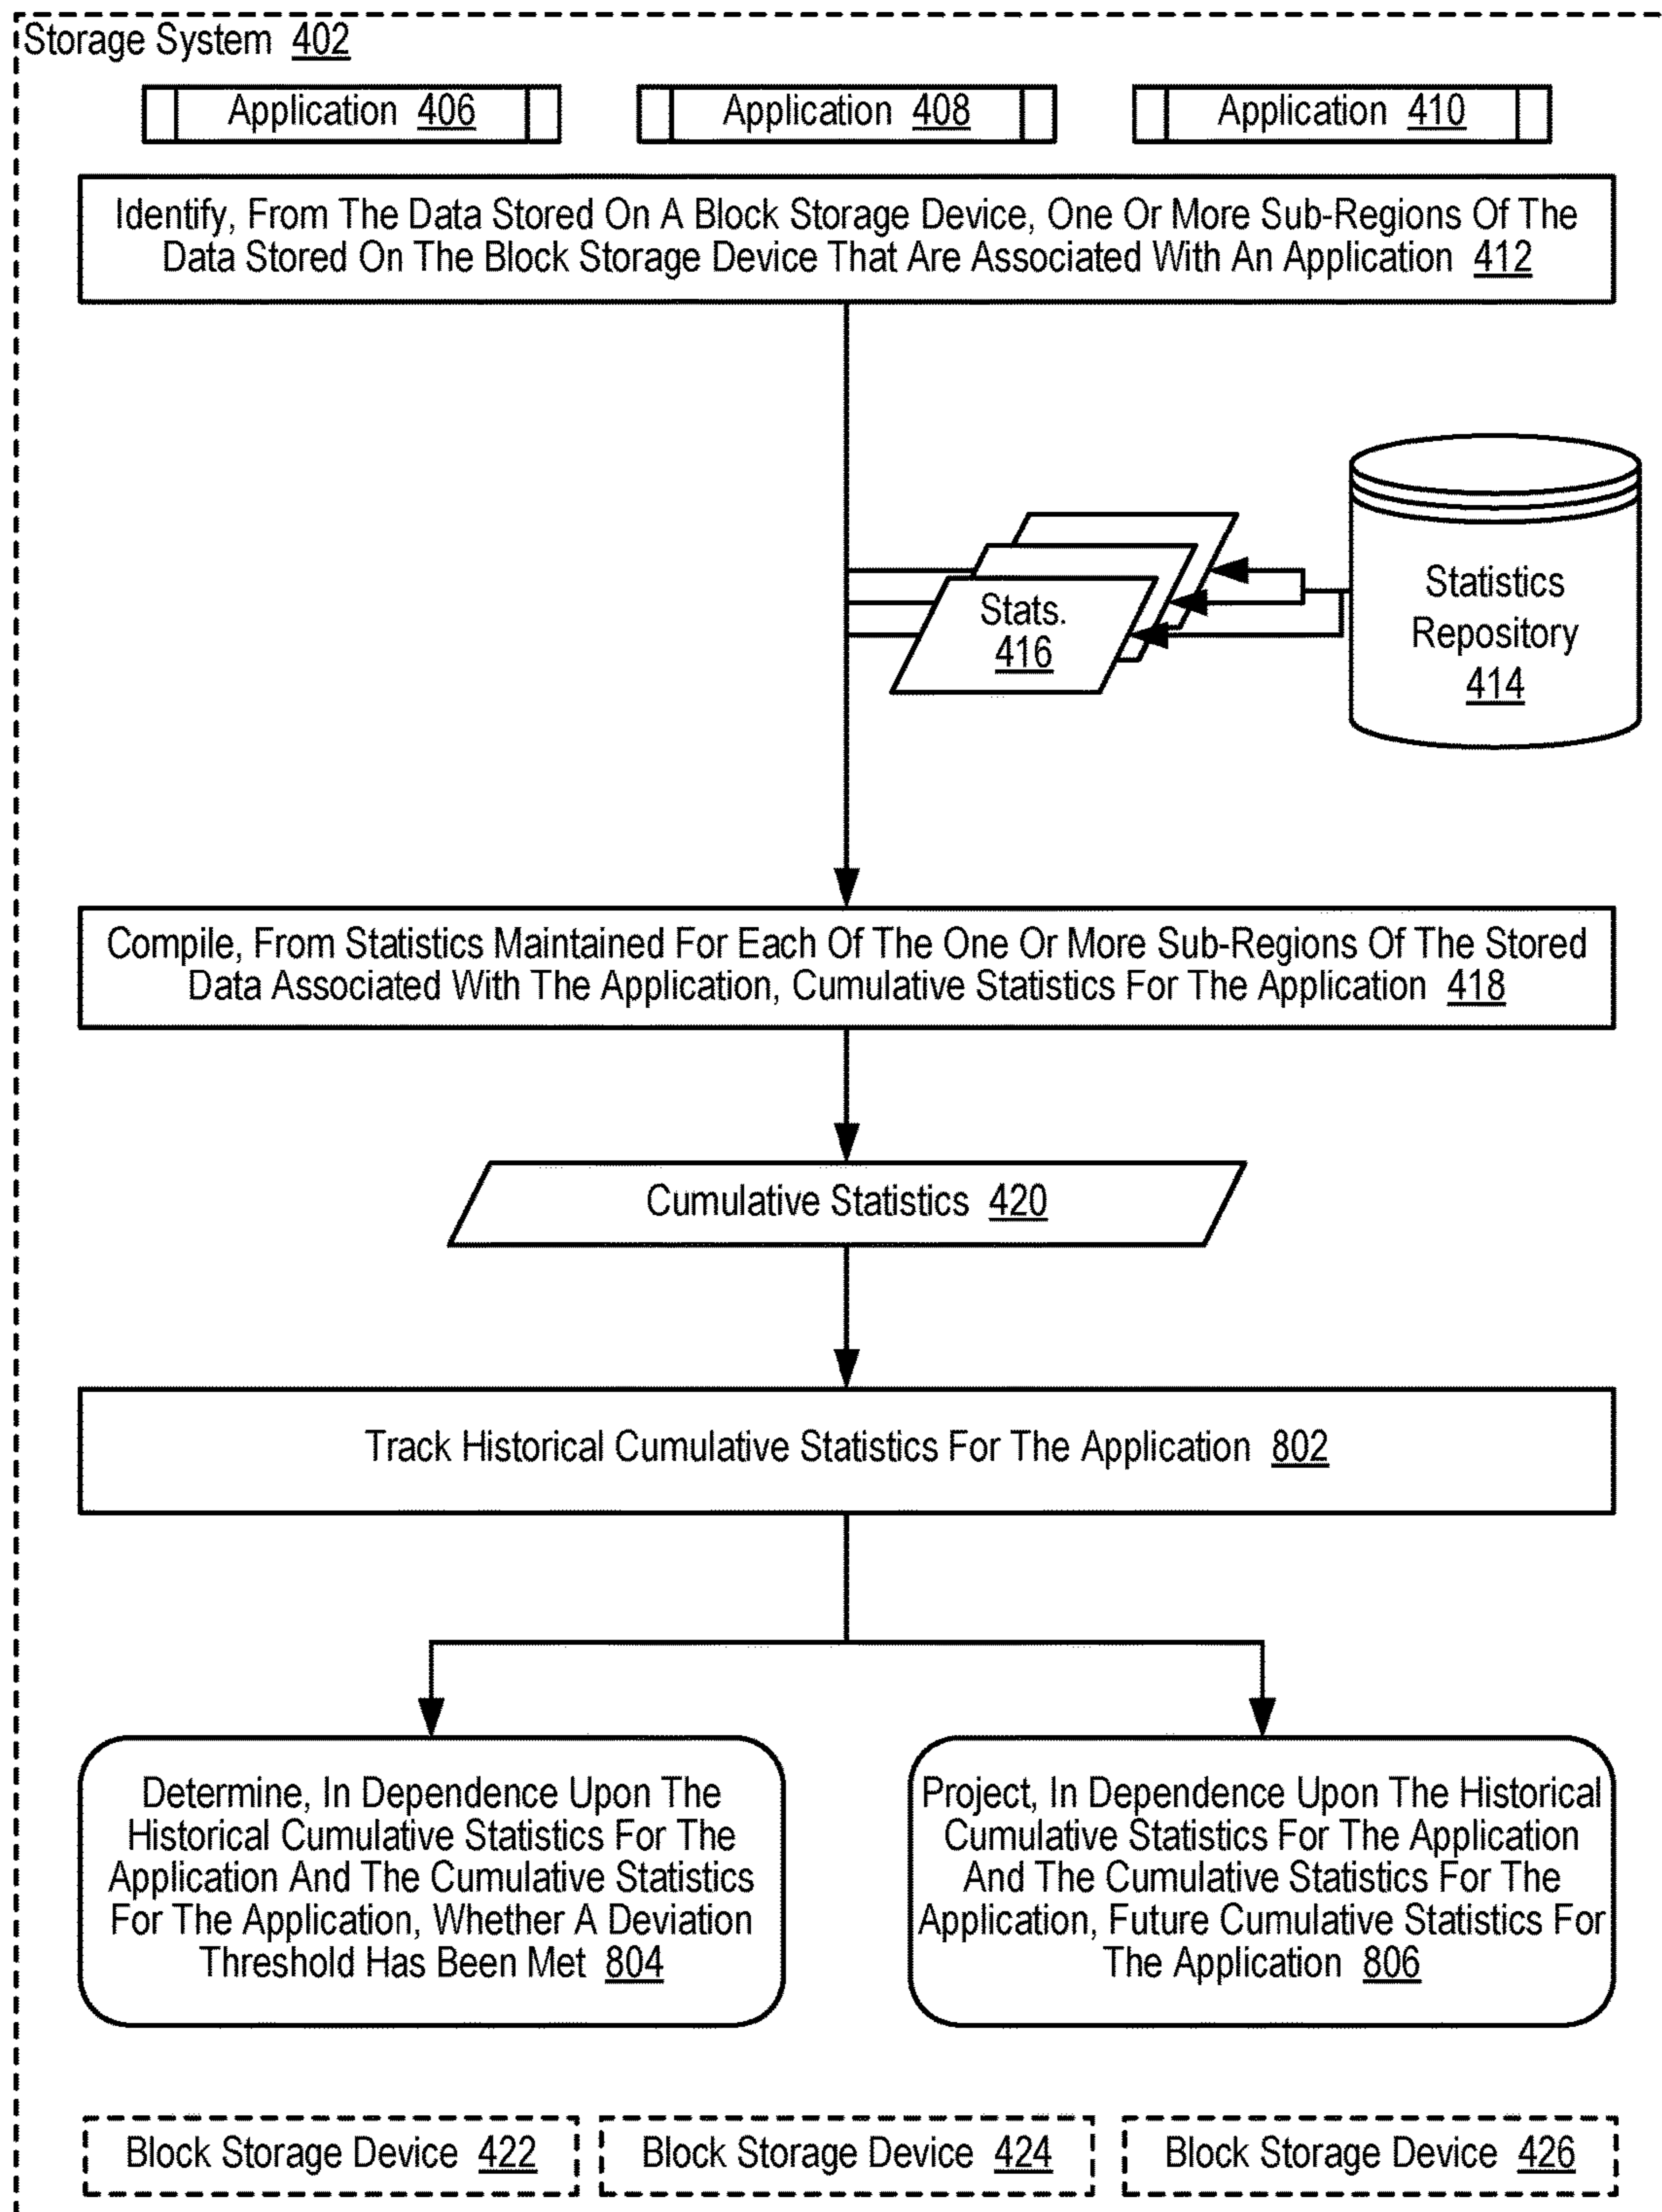 Storage System 402
Application 406
Application 408
Application 410
Identify, From The Data Stored On A Block Storage Device, One Or More Sub-Regions Of The
Data Stored On The Block Storage Device That Are Associated With An Application 412
Stats.
416
Statistics
Repository
414
Compile, From Statistics Maintained For Each Of The One Or More Sub-Regions Of The Stored
Data Associated With The Application, Cumulative Statistics For The Application 418
Cumulative Statistics 420
Track Historical Cumulative Statistics For The Application 802
Determine, In Dependence Upon The
Historical Cumulative Statistics For The
Application And The Cumulative Statistics
For The Application, Whether A Deviation
Threshold Has Been Met 804
Project, In Dependence Upon The Historical
Cumulative Statistics For The Application
And The Cumulative Statistics For The
Application, Future Cumulative Statistics For
The Application 806
Block Storage Device 422
Block Storage Device 424
Block Storage Device 426